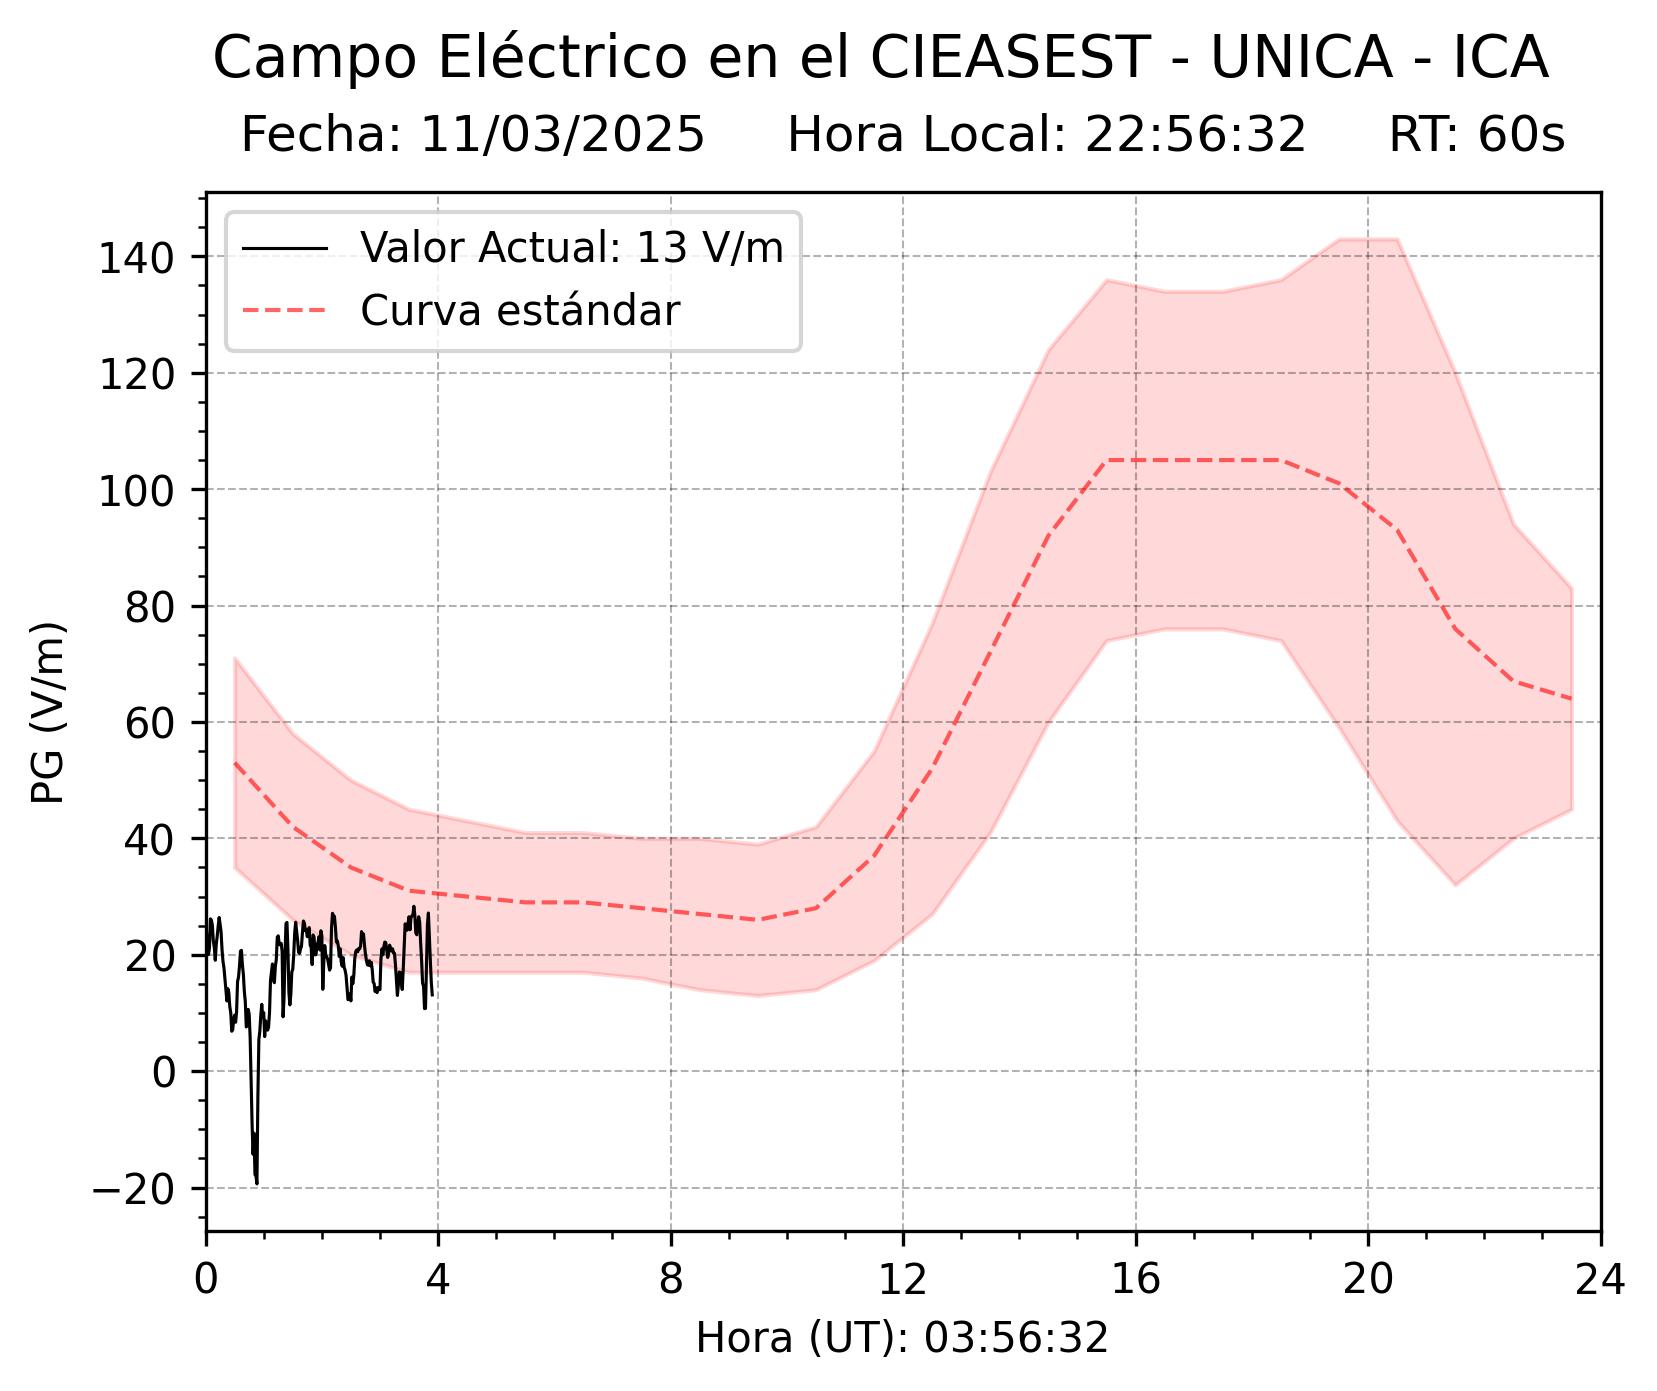 Campo Eléctrico en el CIEASEST - UNICA - ICA
Fecha: 11/03/2025 Hora Local: 22:56:32 RT: 60s
Valor Actual: 13 V/m
Curva estándar
140
120
100
80
60
40
20
0
−20
PG (V/m)
0 4 8 12 16 20 24
Hora (UT): 03:56:32